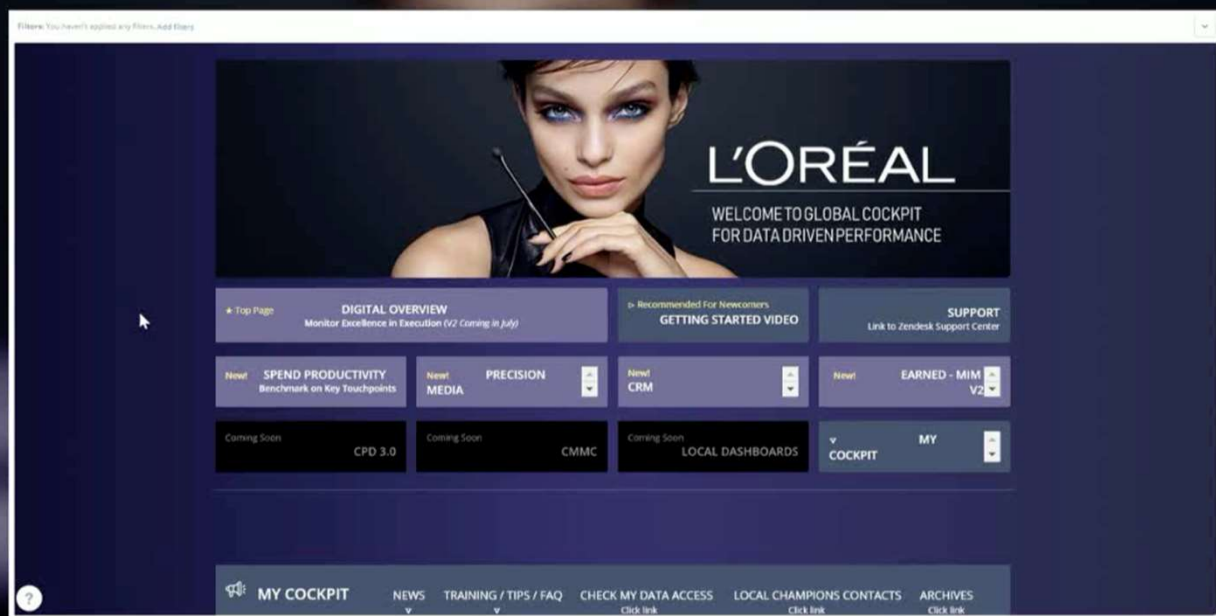 Filters: You haven't applied any filters. Add filters
L'ORÉAL
WELCOME TO GLOBAL COCKPIT
FOR DATA DRIVEN PERFORMANCE
★ Top Page
DIGITAL OVERVIEW
Monitor Excellence in Execution (V2 Coming in July)
▷ Recommended For Newcomers
GETTING STARTED VIDEO
SUPPORT
Link to Zendesk Support Center
New! SPEND PRODUCTIVITY
Benchmark on Key Touchpoints
New! PRECISION
MEDIA
New!
CRM
New! EARNED - MIM
V2
Coming Soon
CPD 3.0
Coming Soon
CMMC
Coming Soon
LOCAL DASHBOARDS
v MY
COCKPIT
MY COCKPIT
NEWS
v
TRAINING / TIPS / FAQ
v
CHECK MY DATA ACCESS
Click link
LOCAL CHAMPIONS CONTACTS
Click link
ARCHIVES
Click link
?